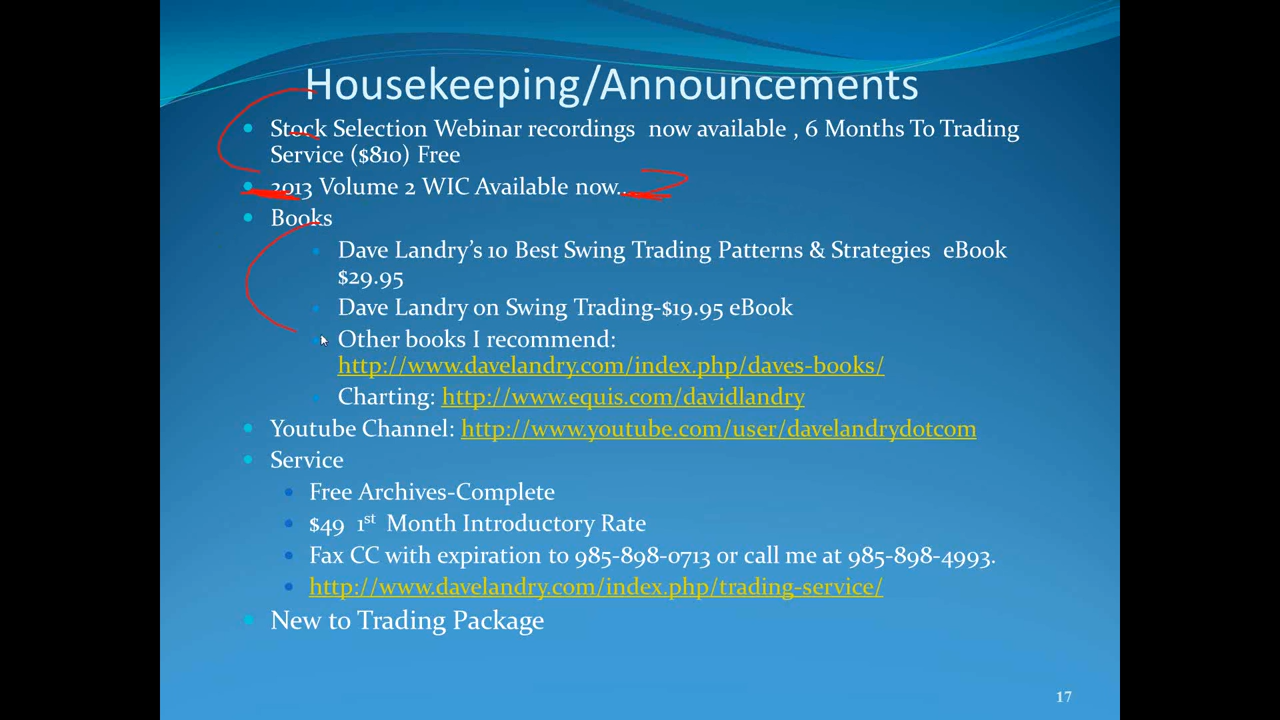 Housekeeping/Announcements
Stock Selection Webinar recordings now available , 6 Months To Trading
Service ($810) Free
2013 Volume 2 WIC Available now...
Books
Dave Landry's 10 Best Swing Trading Patterns & Strategies eBook
$29.95
Dave Landry on Swing Trading-$19.95 eBook
Other books I recommend:
http://www.davelandry.com/index.php/daves-books/
Charting: http://www.equis.com/davidlandry
Youtube Channel: http://www.youtube.com/user/davelandrydotcom
Service
Free Archives-Complete
$49 1st Month Introductory Rate
Fax CC with expiration to 985-898-0713 or call me at 985-898-4993.
http://www.davelandry.com/index.php/trading-service/
New to Trading Package
17